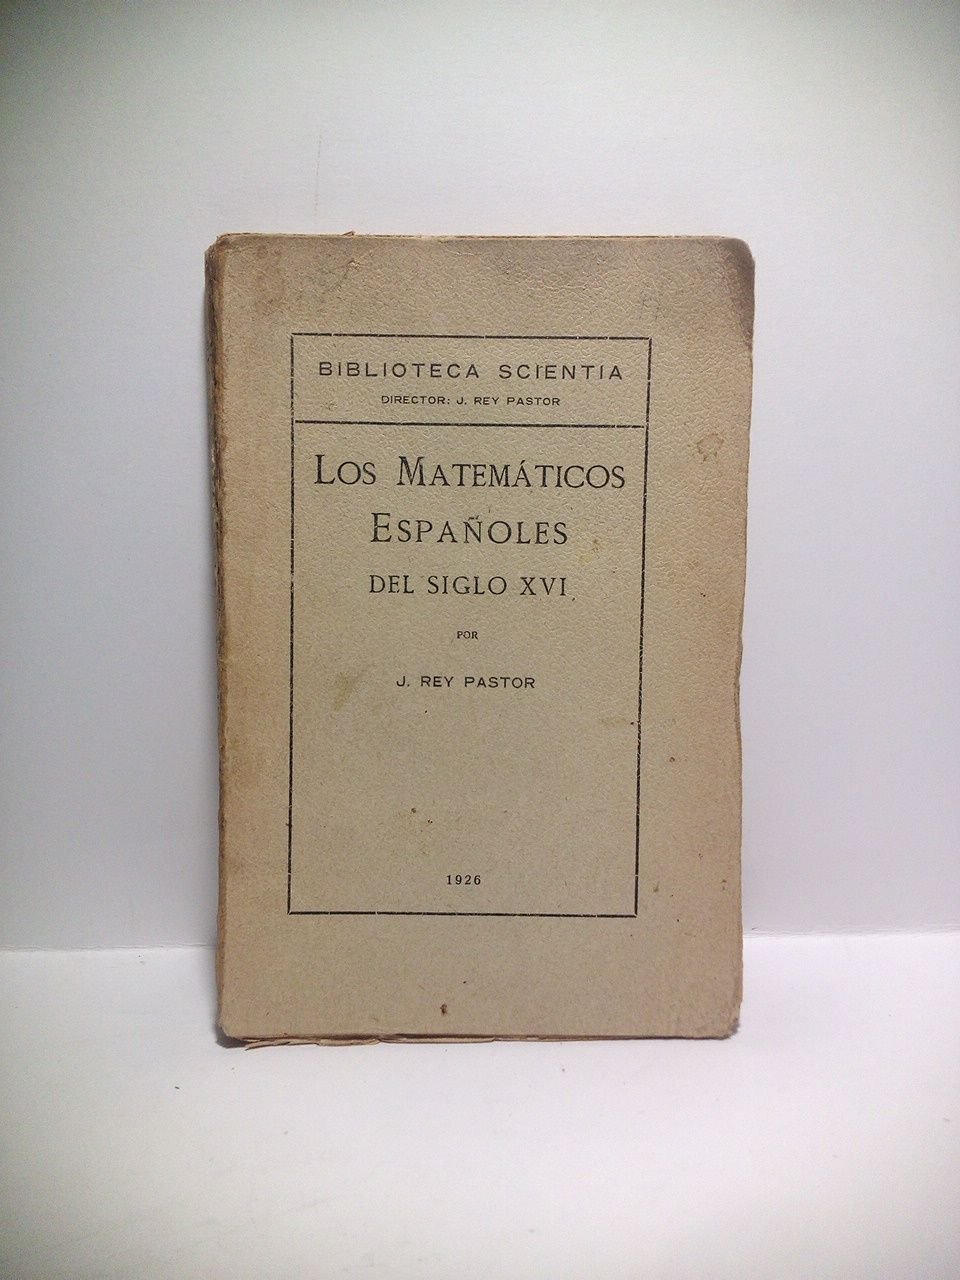 BIBLIOTECA SCIENTIA
DIRECTOR: J. REY PASTOR
LOS MATEMÁTICOS
ESPAÑOLES
DEL SIGLO XVI
POR
J. REY PASTOR
1926